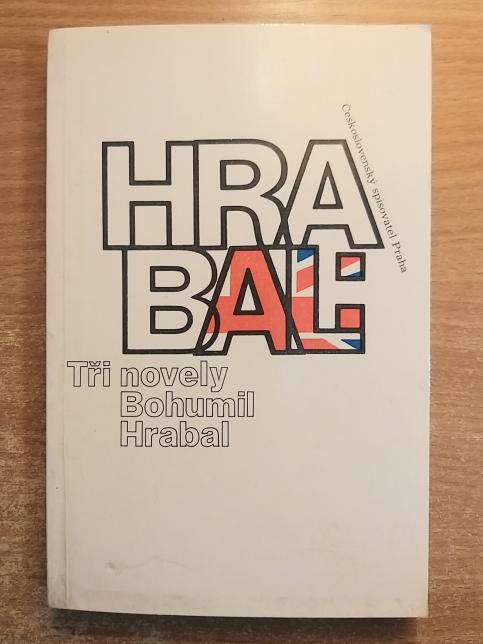 HRA
BAL:
Československý spisovatel Praha
Tři novely
Bohumil
Hrabal